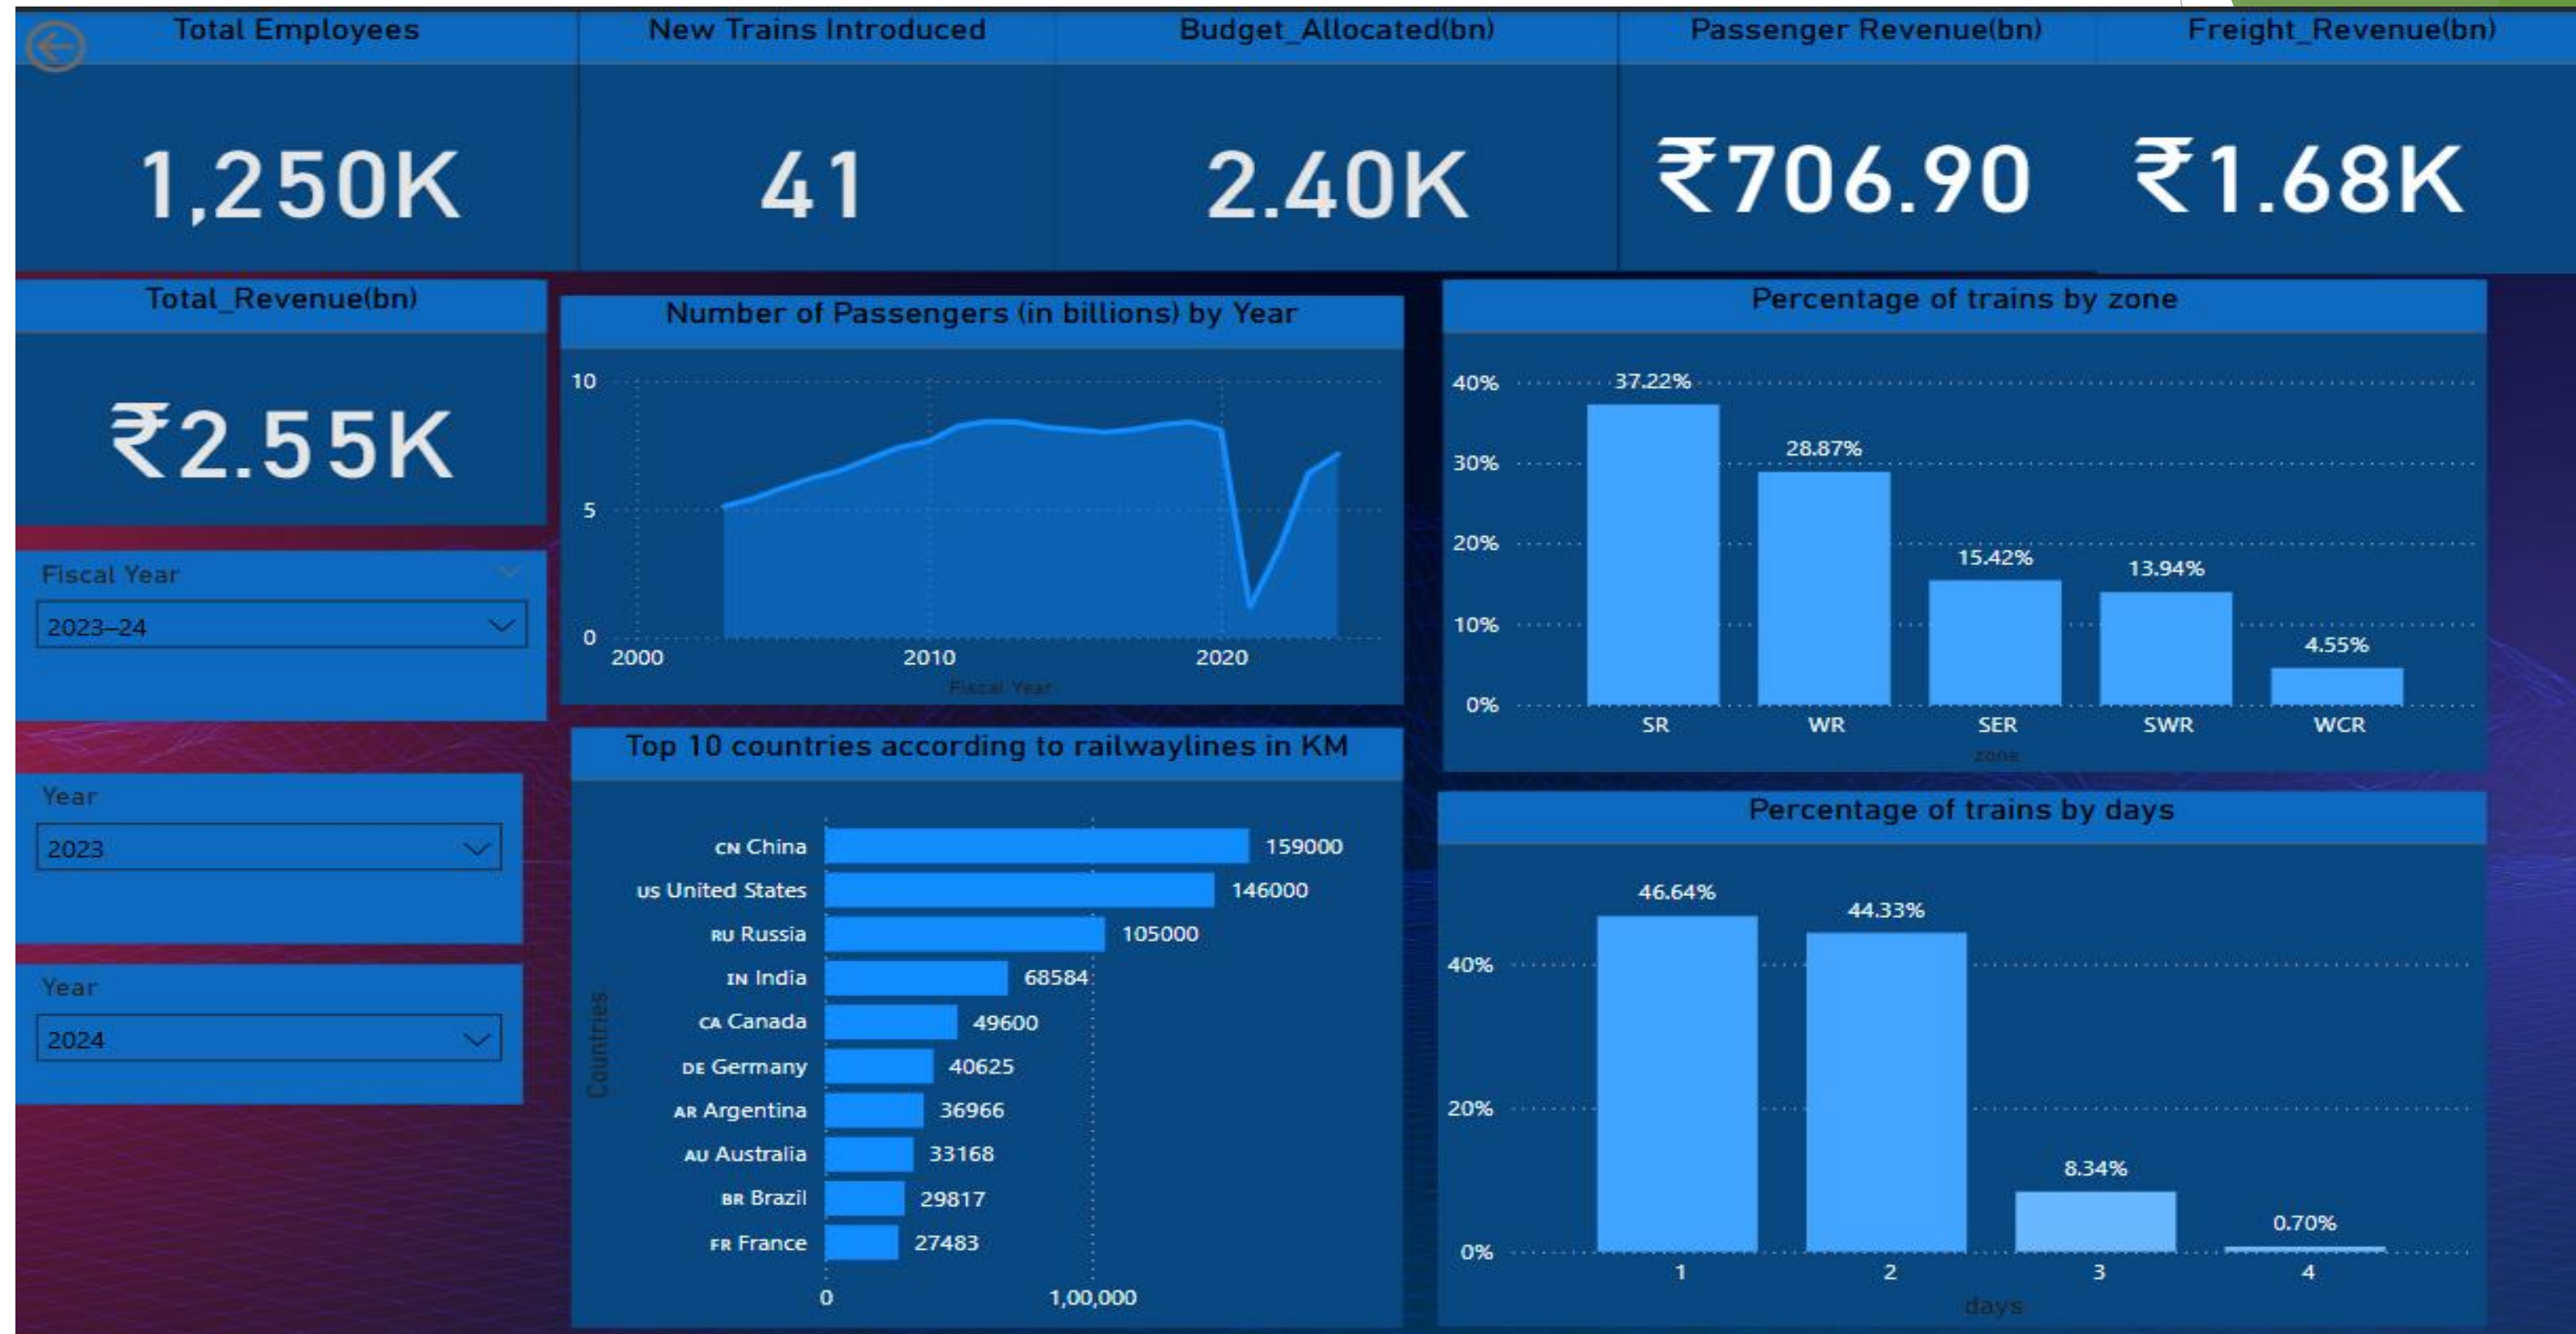 Total Employees
New Trains Introduced
Budget_Allocated(bn)
Passenger Revenue(bn)
Freight_Revenue(bn)
1,250K
41
2.40K
₹706.90
₹1.68K
Total_Revenue(bn)
₹2.55K
Fiscal Year
2023–24
Year
2023
Year
2024
Number of Passengers (in billions) by Year
10
5
0
2000
2010
2020
Fiscal Year
Top 10 countries according to railwaylines in KM
Countries
CN China
159000
US United States
146000
RU Russia
105000
IN India
68584
CA Canada
49600
DE Germany
40625
AR Argentina
36966
AU Australia
33168
BR Brazil
29817
FR France
27483
0
1,00,000
Percentage of trains by zone
40%
30%
20%
10%
0%
37.22%
28.87%
15.42%
13.94%
4.55%
SR
WR
SER
SWR
WCR
zone
Percentage of trains by days
40%
20%
0%
46.64%
44.33%
8.34%
0.70%
1
2
3
4
days